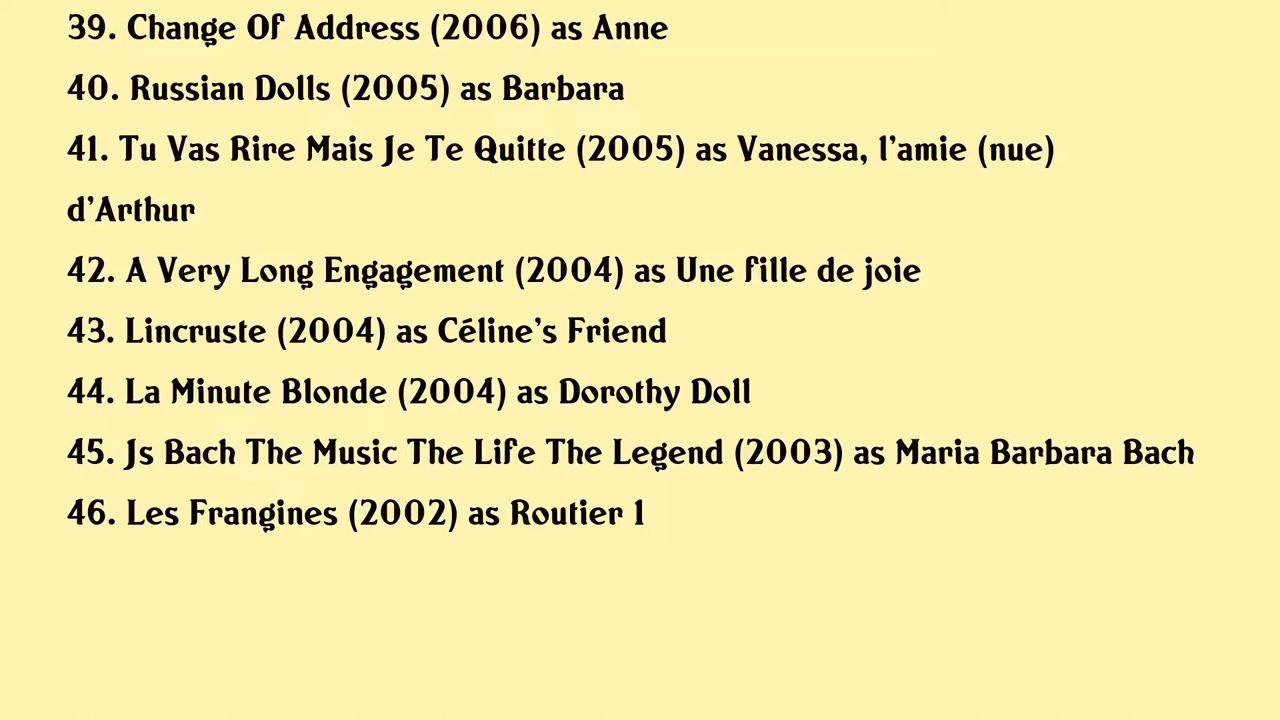 39. Change Of Address (2006) as Anne
40. Russian Dolls (2005) as Barbara
41. Tu Vas Rire Mais Je Te Quitte (2005) as Vanessa, l'amie (nue)
d'Arthur
42. A Very Long Engagement (2004) as Une fille de joie
43. Lincruste (2004) as Céline's Friend
44. La Minute Blonde (2004) as Dorothy Doll
45. Js Bach The Music The Life The Legend (2003) as Maria Barbara Bach
46. Les Frangines (2002) as Routier 1